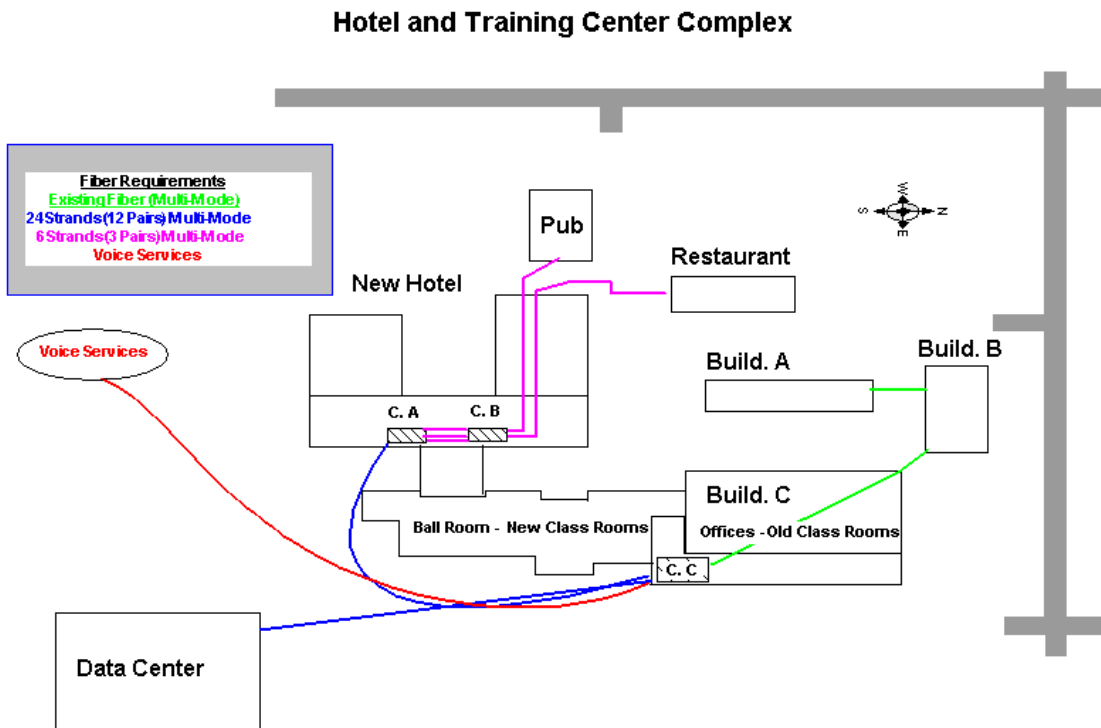 Hotel and Training Center Complex
Fiber Requirements
Existing Fiber (Multi-Mode)
24 Strands (12 Pairs) Multi-Mode
6 Strands (3 Pairs) Multi-Mode
Voice Services
W
S
N
E
Pub
Restaurant
New Hotel
Voice Services
Build. A
Build. B
C. A
C. B
Build. C
Ball Room - New Class Rooms
Offices - Old Class Rooms
C. C
Data Center